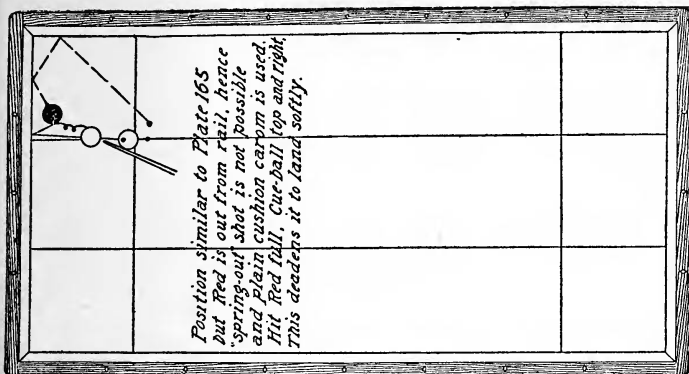 Position similar to Plate 165
but Red is out from rail, hence
"spring-out" shot is not possible
and plain cushion carom is used.
Hit Red full, Cue-ball top and right,
This deadens it to land softly.